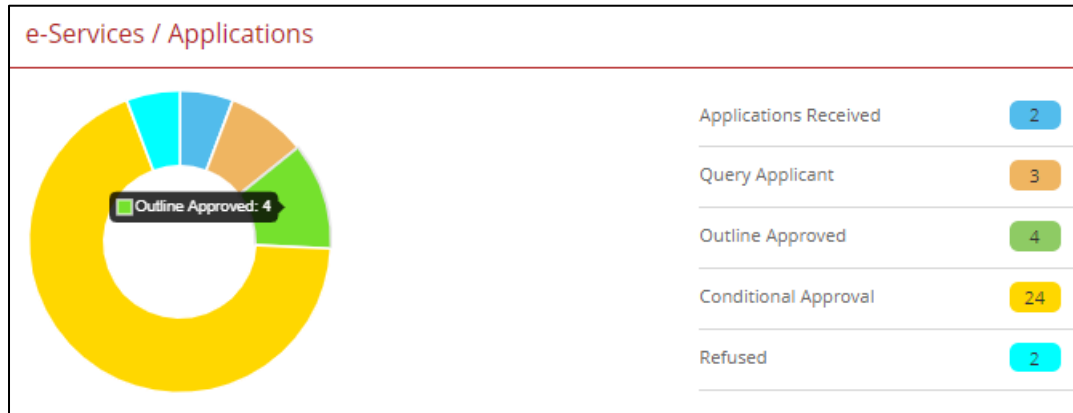 e-Services / Applications
Applications Received 2
Query Applicant 3
Outline Approved: 4
Outline Approved 4
Conditional Approval 24
Refused 2